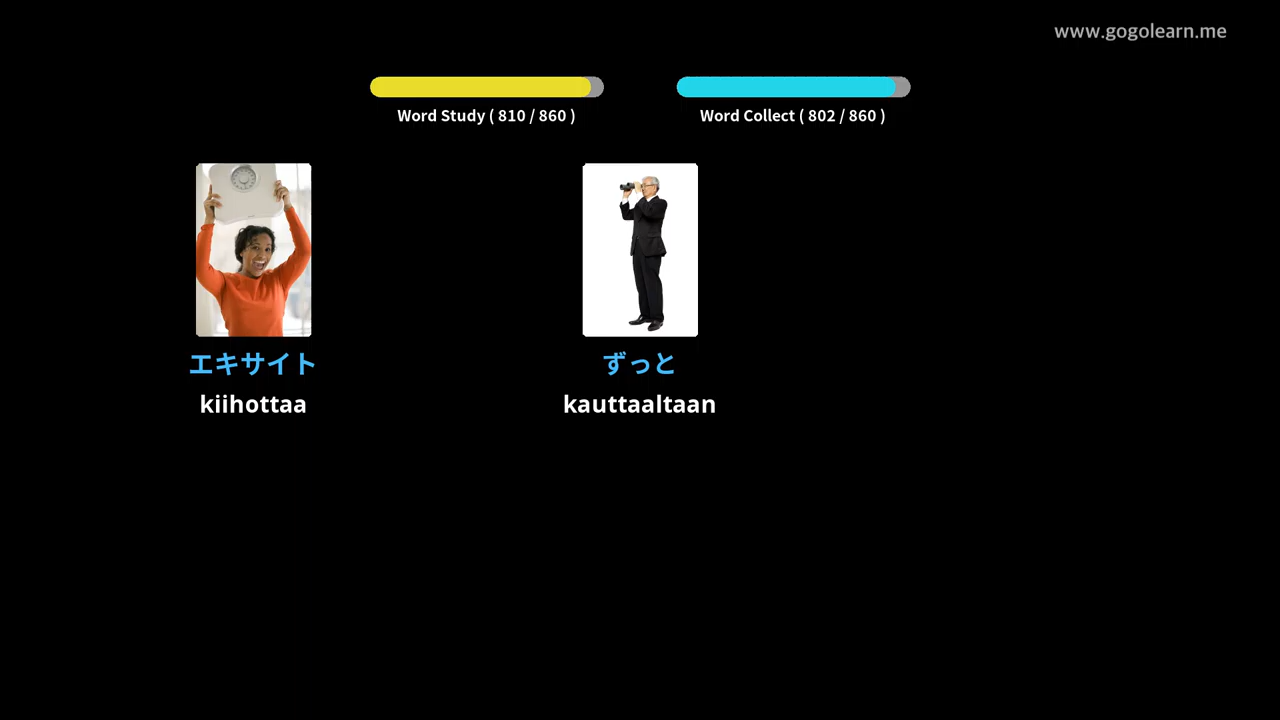 www.gogolearn.me
Word Study ( 810 / 860 )
Word Collect ( 802 / 860 )
エキサイト
kiihottaa
ずっと
kauttaaltaan